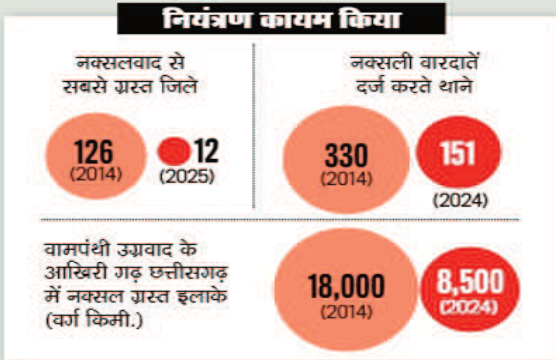 नियंत्रण कायम किया
नक्सलवाद से
सबसे ग्रस्त जिले
126
(2014)
12
(2025)
नक्सली वारदातें
दर्ज करते थाने
330
(2014)
151
(2024)
वामपंथी उग्रवाद के
आखिरी गढ़ छत्तीसगढ़
में नक्सल ग्रस्त इलाके
(वर्ग किमी.)
18,000
(2014)
8,500
(2024)